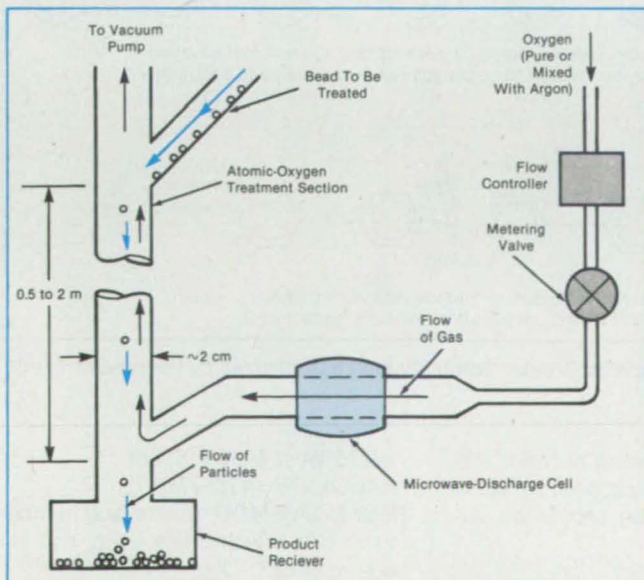 To Vacuum
Pump
Bead To Be
Treated
Atomic-Oxygen
Treatment Section
Oxygen
(Pure or
Mixed
With Argon)
Flow
Controller
Metering
Valve
0.5 to 2 m
~2 cm
Flow
of Gas
Flow of
Particles
Microwave-Discharge Cell
Product
Reciever